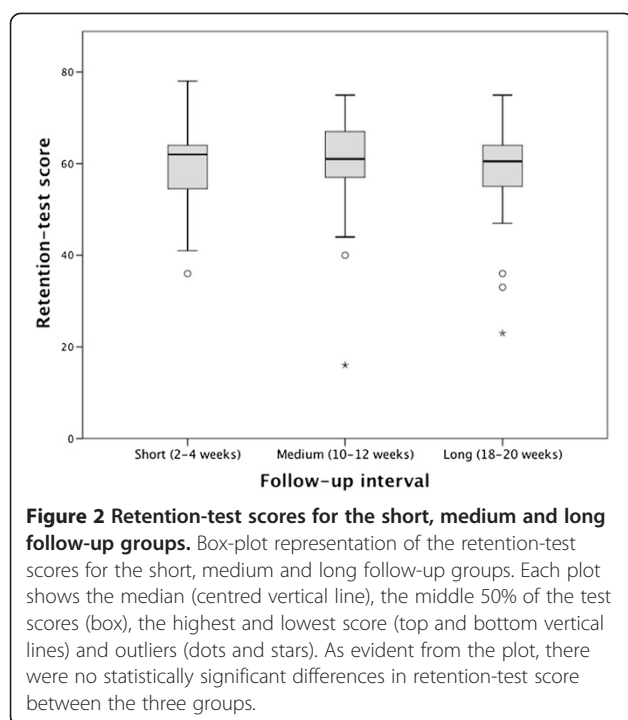 80
60
40
20
0
Retention-test score
Short (2–4 weeks) Medium (10–12 weeks) Long (18–20 weeks)
Follow-up interval
Figure 2 Retention-test scores for the short, medium and long
follow-up groups. Box-plot representation of the retention-test
scores for the short, medium and long follow-up groups. Each plot
shows the median (centred vertical line), the middle 50% of the test
scores (box), the highest and lowest score (top and bottom vertical
lines) and outliers (dots and stars). As evident from the plot, there
were no statistically significant differences in retention-test score
between the three groups.